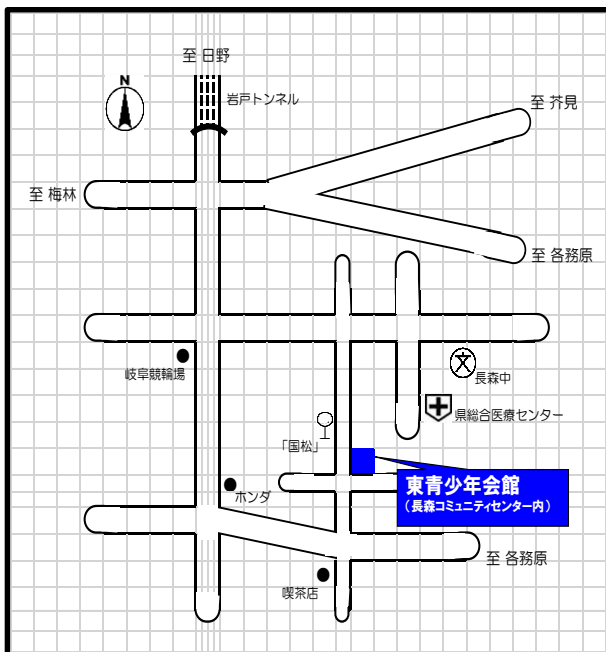 至 日野
N
岩戸トンネル
至 芥見
至 梅林
至 各務原
岐阜競輪場
文
長森中
県総合医療センター
「国松」
東青少年会館
（長森コミュニティセンター内）
ホンダ
至 各務原
喫茶店